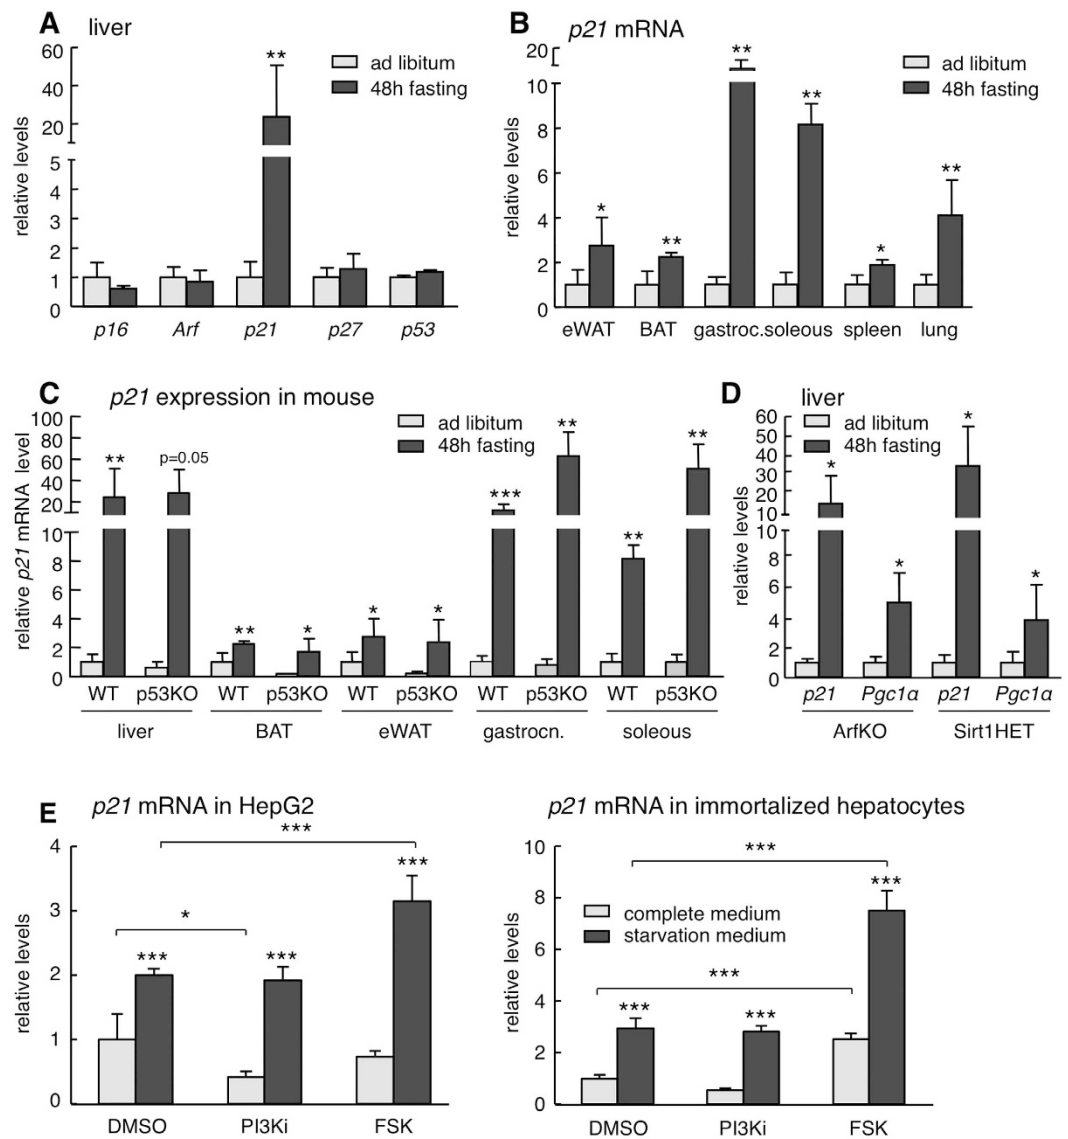 A liver
60
40
20
5
4
3
2
1
0
relative levels
**
ad libitum
48h fasting
p16 Arf p21 p27 p53
B p21 mRNA
20
10
8
6
4
2
0
relative levels
* ** ** ** * **
ad libitum
48h fasting
eWAT BAT gastroc. soleous spleen lung
C p21 expression in mouse
100
80
60
40
20
10
8
6
4
2
0
relative p21 mRNA level
ad libitum
48h fasting
** p=0.05 ** * * * *** ** ** **
WT p53KO WT p53KO WT p53KO WT p53KO WT p53KO
liver BAT eWAT gastrocn. soleous
D liver
60
50
40
30
20
10
10
8
6
4
2
0
relative levels
ad libitum
48h fasting
* * * *
p21 Pgc1α p21 Pgc1α
ArfKO Sirt1HET
E p21 mRNA in HepG2
4
3
2
1
0
relative levels
***
*
*** *** ***
DMSO PI3Ki FSK
p21 mRNA in immortalized hepatocytes
10
8
6
4
2
0
relative levels
complete medium
starvation medium
***
***
*** *** ***
DMSO PI3Ki FSK